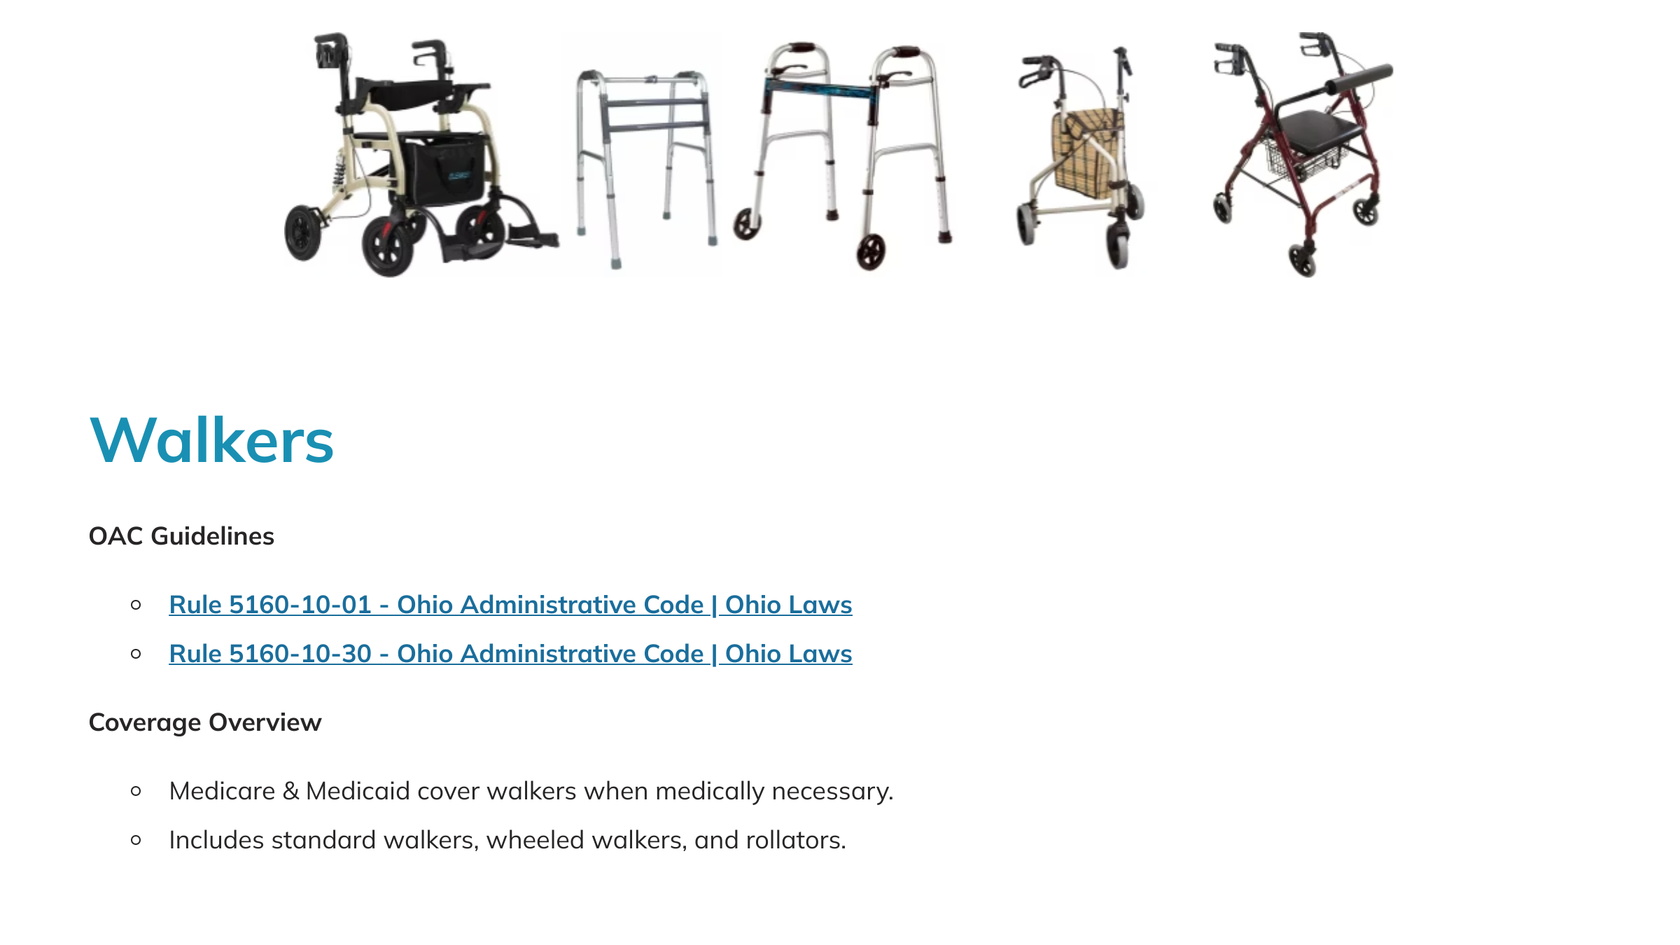 Walkers
OAC Guidelines
Rule 5160-10-01 - Ohio Administrative Code | Ohio Laws
Rule 5160-10-30 - Ohio Administrative Code | Ohio Laws
Coverage Overview
Medicare & Medicaid cover walkers when medically necessary.
Includes standard walkers, wheeled walkers, and rollators.